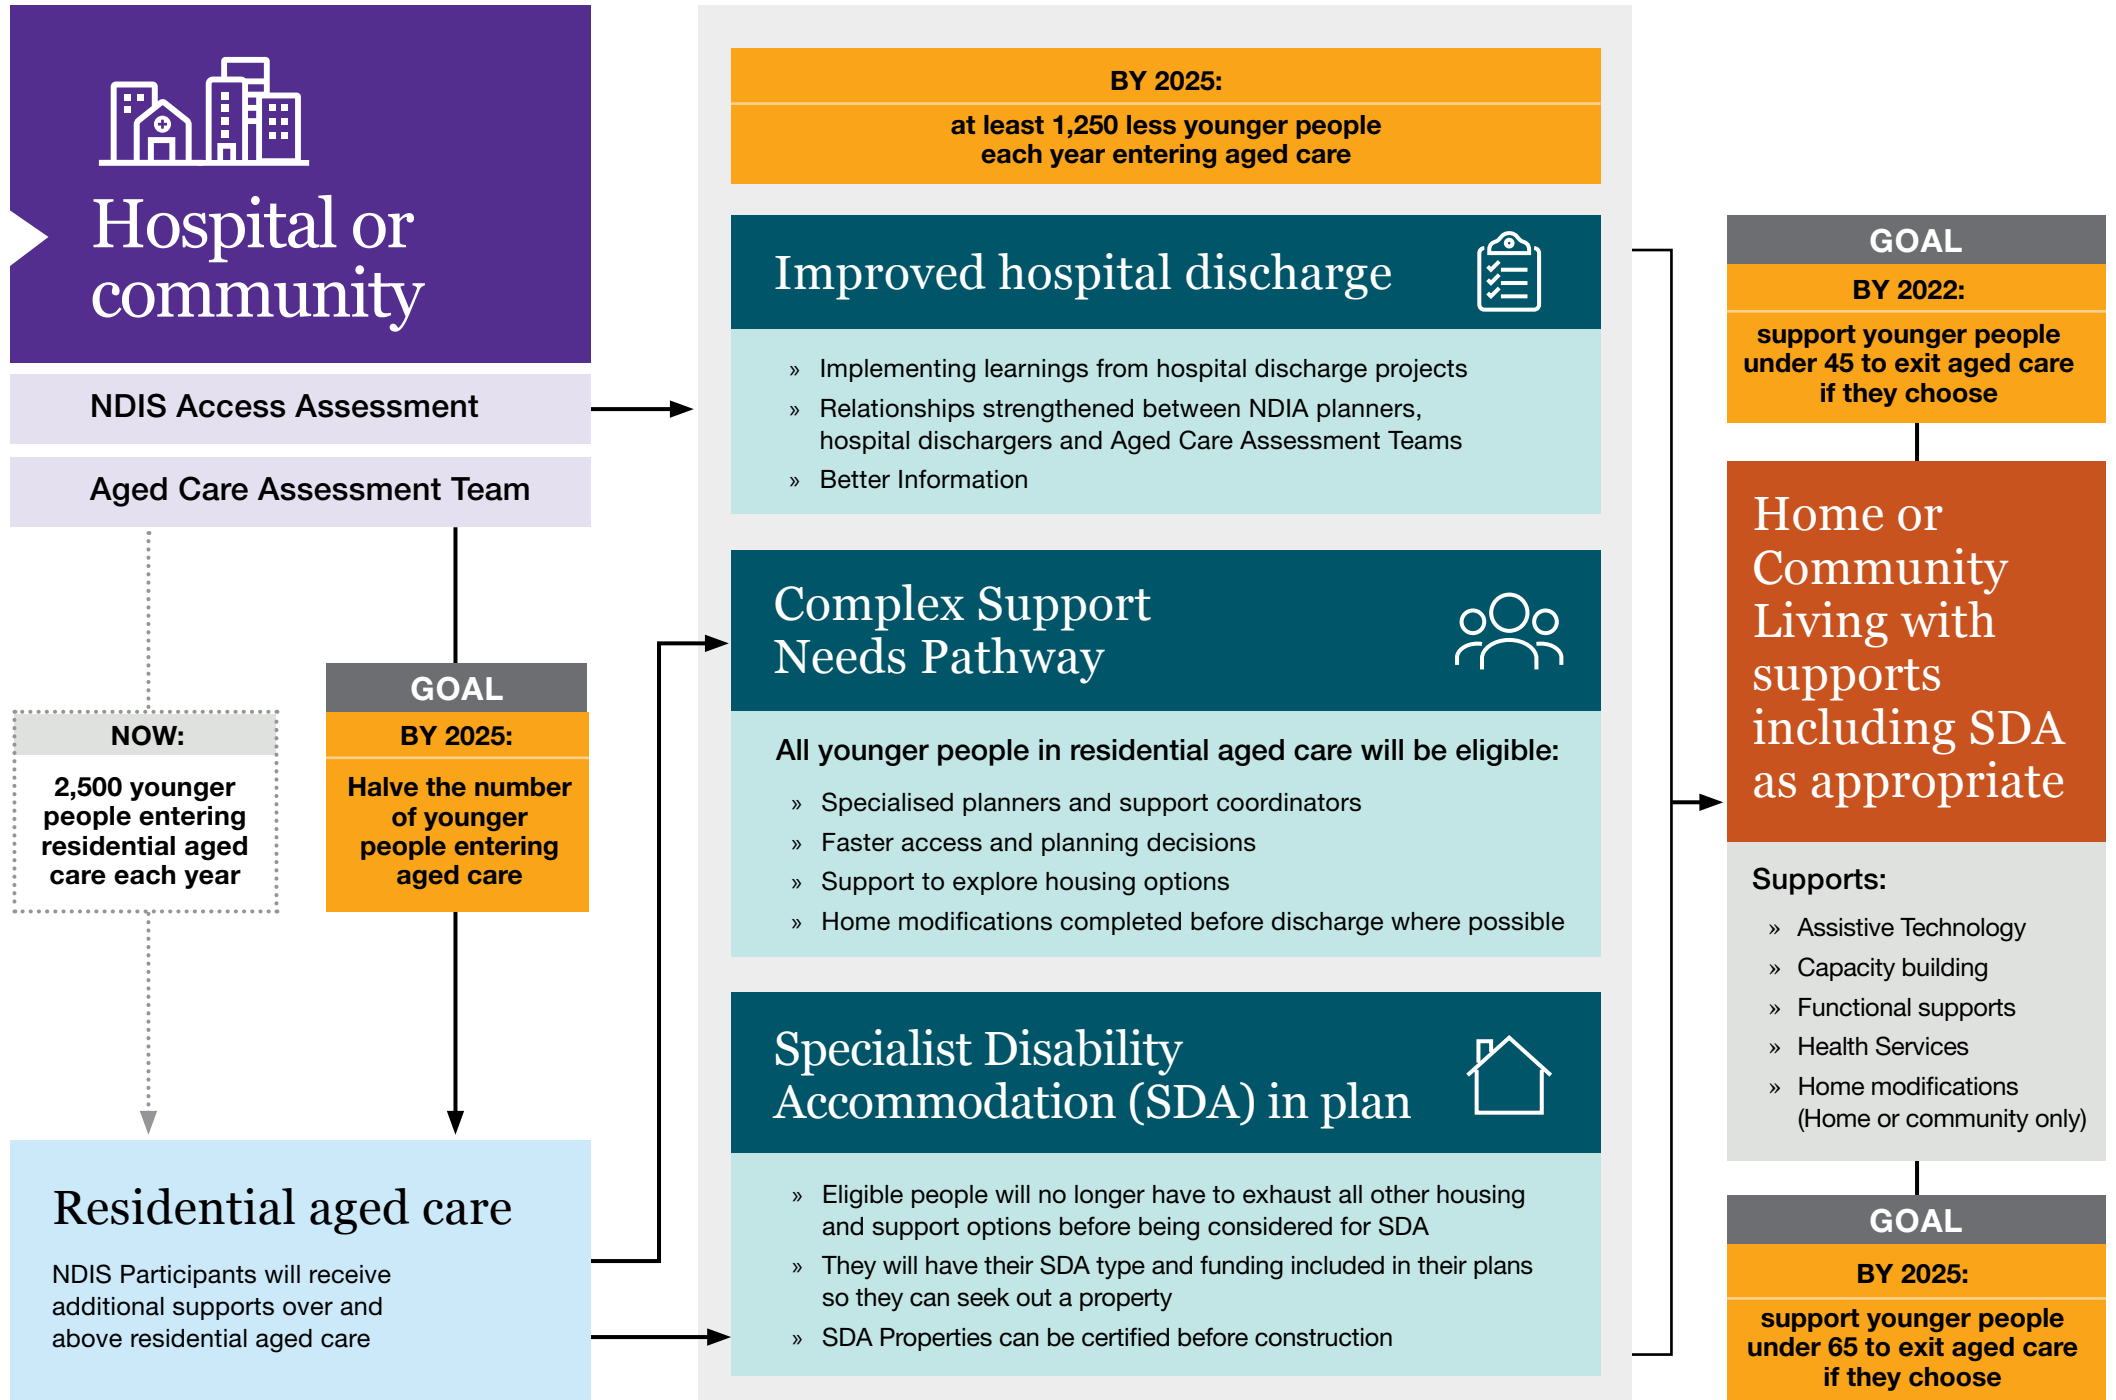 Hospital or
community
NDIS Access Assessment
Aged Care Assessment Team
NOW:
2,500 younger
people entering
residential aged
care each year
GOAL
BY 2025:
Halve the number
of younger
people entering
aged care
Residential aged care
NDIS Participants will receive
additional supports over and
above residential aged care
BY 2025:
at least 1,250 less younger people
each year entering aged care
Improved hospital discharge
» Implementing learnings from hospital discharge projects
» Relationships strengthened between NDIA planners,
hospital dischargers and Aged Care Assessment Teams
» Better Information
Complex Support
Needs Pathway
All younger people in residential aged care will be eligible:
» Specialised planners and support coordinators
» Faster access and planning decisions
» Support to explore housing options
» Home modifications completed before discharge where possible
Specialist Disability
Accommodation (SDA) in plan
» Eligible people will no longer have to exhaust all other housing
and support options before being considered for SDA
» They will have their SDA type and funding included in their plans
so they can seek out a property
» SDA Properties can be certified before construction
GOAL
BY 2022:
support younger people
under 45 to exit aged care
if they choose
Home or
Community
Living with
supports
including SDA
as appropriate
Supports:
» Assistive Technology
» Capacity building
» Functional supports
» Health Services
» Home modifications
(Home or community only)
GOAL
BY 2025:
support younger people
under 65 to exit aged care
if they choose